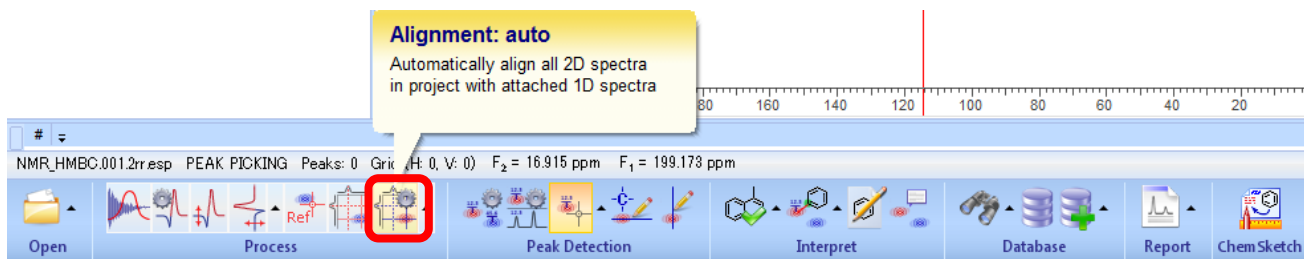 Alignment: auto
Automatically align all 2D spectra
in project with attached 1D spectra
160 140 120 100 80 60 40 20
#
NMR_HMBC.001.2rr.esp PEAK PICKING Peaks: 0 Grid (H: 0, V: 0) F2 = 16.915 ppm F1 = 199.173 ppm
Ref
Open Process Peak Detection Interpret Database Report ChemSketch